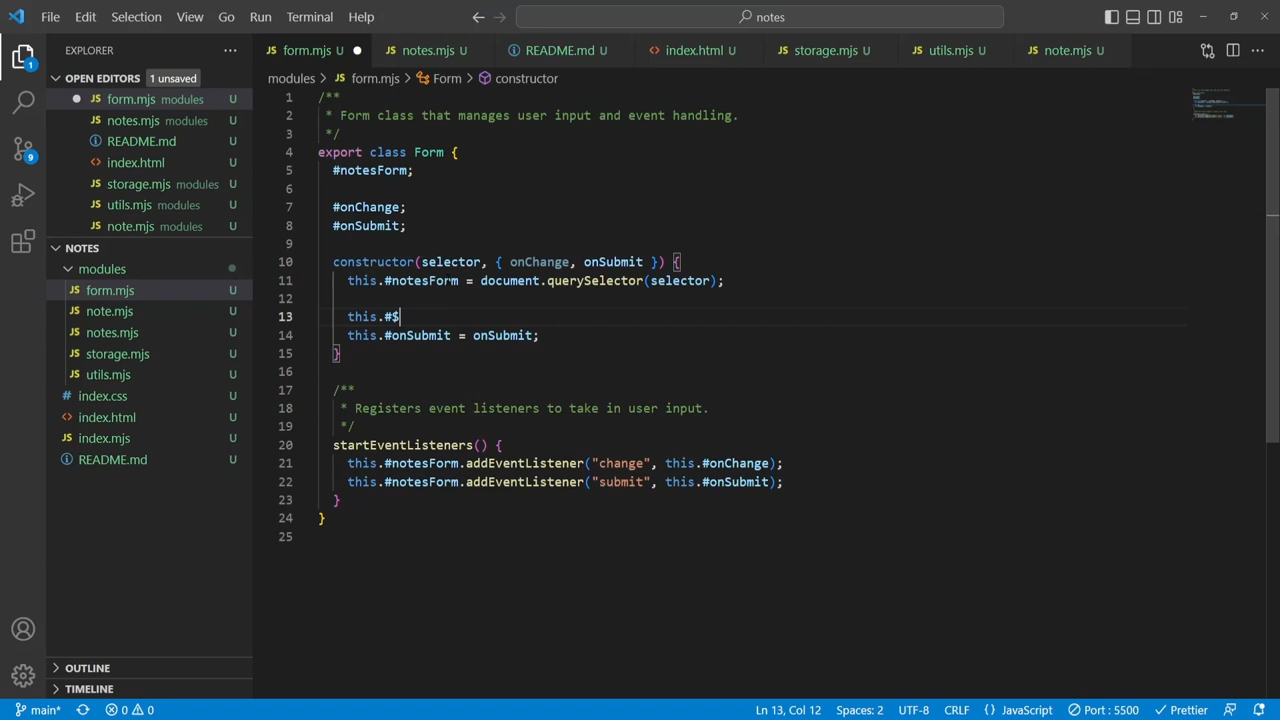 File Edit Selection View Go Run Terminal Help
notes
EXPLORER
OPEN EDITORS 1 unsaved
form.mjs modules U
notes.mjs modules U
README.md U
index.html U
storage.mjs modules U
utils.mjs modules U
note.mjs modules U
NOTES
modules
form.mjs U
note.mjs U
notes.mjs U
storage.mjs U
utils.mjs U
index.css U
index.html U
index.mjs U
README.md U
OUTLINE
TIMELINE
1
9
JS form.mjs U JS notes.mjs U README.md U index.html U JS storage.mjs U JS utils.mjs U JS note.mjs U
modules > JS form.mjs > Form > constructor
1 /**
2 * Form class that manages user input and event handling.
3 */
4 export class Form {
5 #notesForm;
6
7 #onChange;
8 #onSubmit;
9
10 constructor(selector, { onChange, onSubmit }) {
11 this.#notesForm = document.querySelector(selector);
12
13 this.#$
14 this.#onSubmit = onSubmit;
15 }
16
17 /**
18 * Registers event listeners to take in user input.
19 */
20 startEventListeners() {
21 this.#notesForm.addEventListener("change", this.#onChange);
22 this.#notesForm.addEventListener("submit", this.#onSubmit);
23 }
24 }
25
main* 0 0 Ln 13, Col 12 Spaces: 2 UTF-8 CRLF {} JavaScript Port : 5500 Prettier